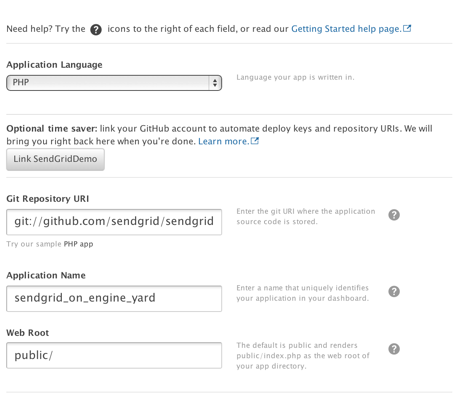 Need help? Try the ? icons to the right of each field, or read our Getting Started help page.
Application Language
PHP
Language your app is written in.
Optional time saver: link your GitHub account to automate deploy keys and repository URIs. We will
bring you right back here when you're done. Learn more.
Link SendGridDemo
Git Repository URI
git://github.com/sendgrid/sendgrid
Enter the git URI where the application
source code is stored.
?
Try our sample PHP app
Application Name
sendgrid_on_engine_yard
Enter a name that uniquely identifies
your application in your dashboard.
?
Web Root
public/
The default is public and renders
public/index.php as the web root of
your app directory.
?